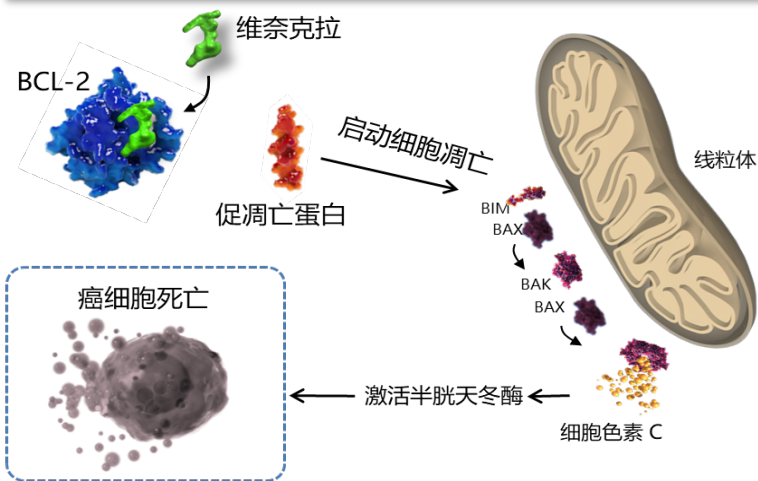 维奈克拉
BCL-2
促凋亡蛋白
启动细胞凋亡
线粒体
BIM
BAX
BAK
BAX
细胞色素 C
激活半胱天冬酶
癌细胞死亡